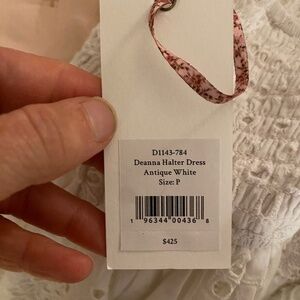 D1143-784
Deanna Halter Dress
Antique White
Size: P
1 96344 00436 8
$425